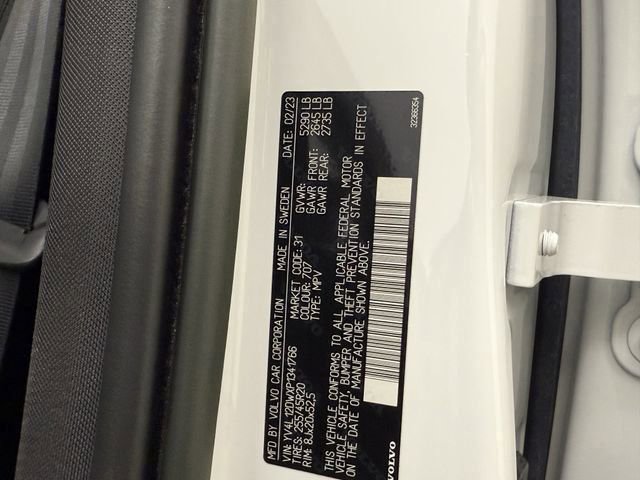 MFD BY VOLVO CAR CORPORATION MADE IN SWEDEN DATE: 02/23
VIN: YV4L12DWXP1341766
TIRES: 255/45R20
RIMS: 8Jx20x52,5
MARKET CODE: 31
COLOUR: 707
TYPE: MPV
GVWR: 5290 LB
GAWR FRONT: 2645 LB
GAWR REAR: 2735 LB
THIS VEHICLE CONFORMS TO ALL APPLICABLE FEDERAL MOTOR
VEHICLE SAFETY, BUMPER AND THEFT PREVENTION STANDARDS IN EFFECT
ON DATE OF MANUFACTURE SHOWN ABOVE.
VOLVO
32366354